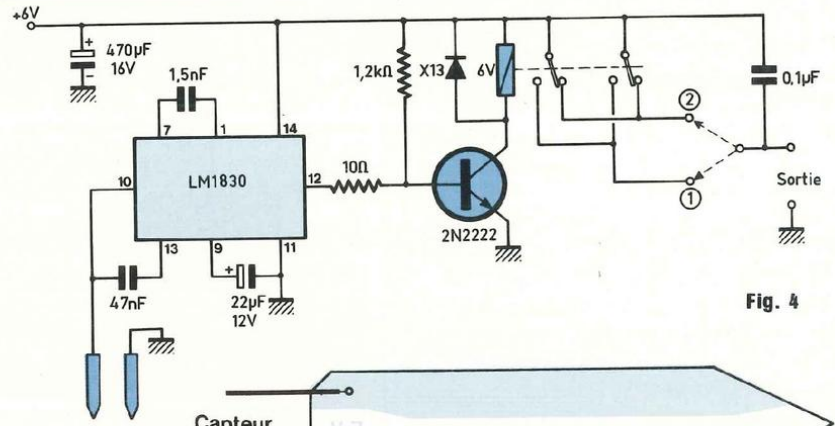 +6V
+
470µF
16V
−
1,5nF
7
1
14
1,2kΩ
X13
6V
0,1µF
2
10
LM1830
12
10Ω
Sortie
1
2N2222
13
9
11
47nF
+
22µF
12V
Fig. 4
Capteur